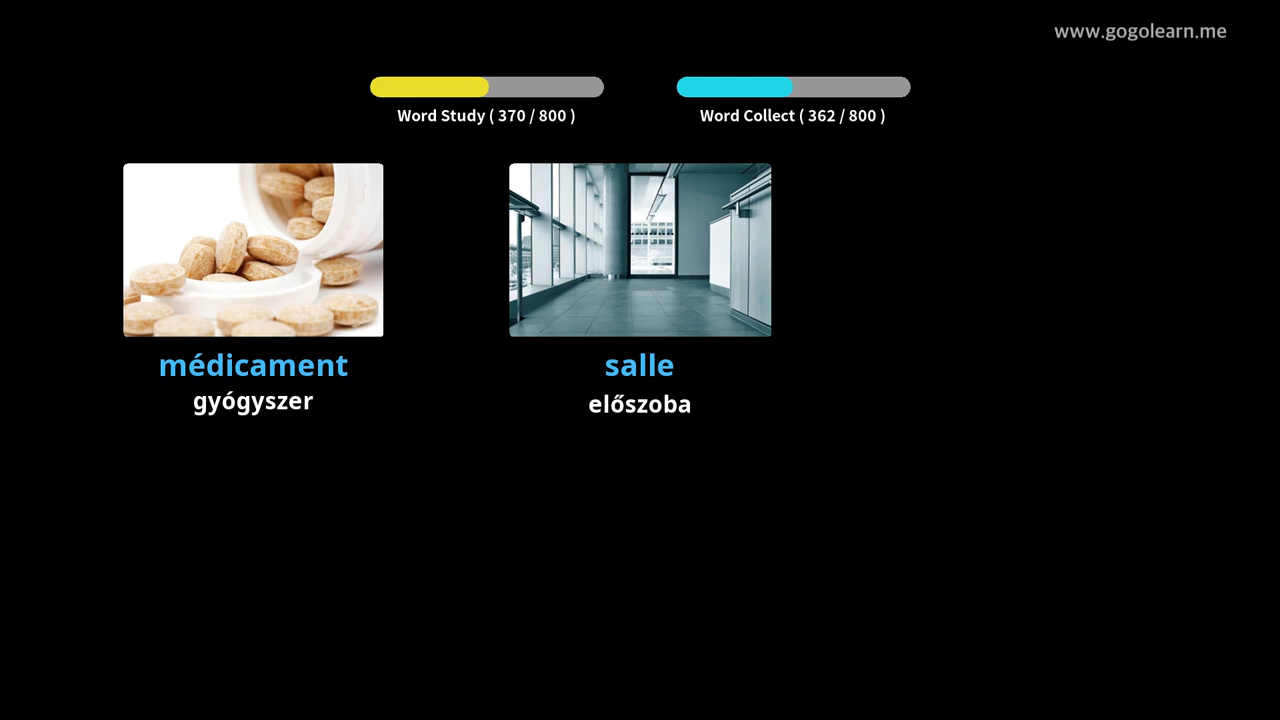 www.gogolearn.me
Word Study ( 370 / 800 )
Word Collect ( 362 / 800 )
médicament
gyógyszer
salle
előszoba